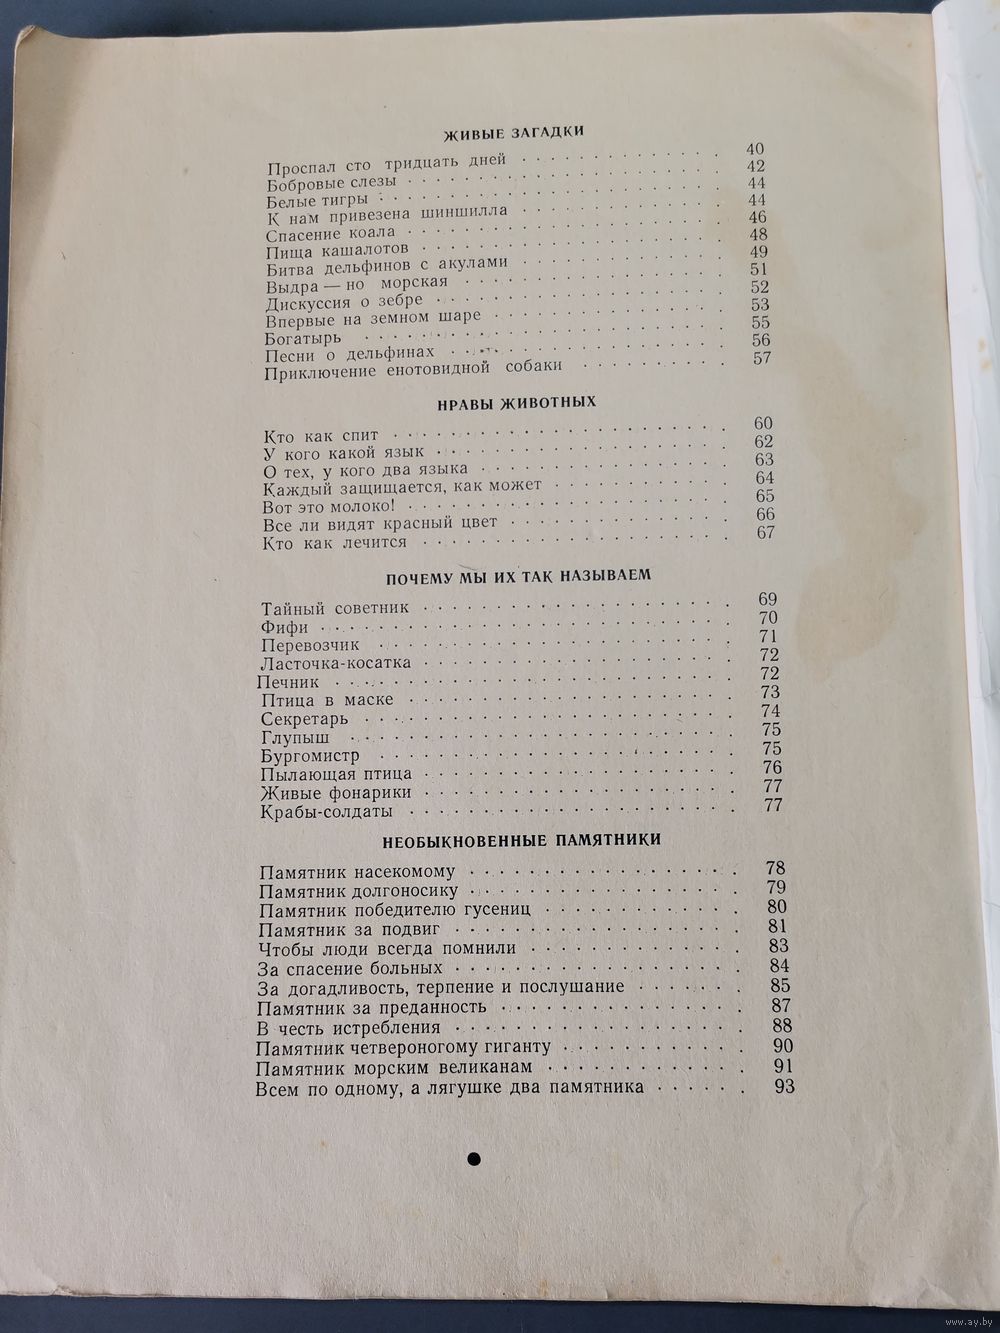 ЖИВЫЕ ЗАГАДКИ
Проспал сто тридцать дней . . . . . . . . . . . . 40
Бобровые слезы . . . . . . . . . . . . 42
Белые тигры . . . . . . . . . . . . 44
К нам привезена шиншилла . . . . . . . . . . . . 44
Спасение коала . . . . . . . . . . . . 46
Пища кашалотов . . . . . . . . . . . . 48
Битва дельфинов с акулами . . . . . . . . . . . . 49
Выдра — но морская . . . . . . . . . . . . 51
Дискуссия о зебре . . . . . . . . . . . . 52
Впервые на земном шаре . . . . . . . . . . . . 53
Богатырь . . . . . . . . . . . . 55
Песни о дельфинах . . . . . . . . . . . . 56
Приключение енотовидной собаки . . . . . . . . . 57
НРАВЫ ЖИВОТНЫХ
Кто как спит . . . . . . . . . . . . 60
У кого какой язык . . . . . . . . . . . . 62
О тех, у кого два языка . . . . . . . . . . . . 63
Каждый защищается, как может . . . . . . . . . . 64
Вот это молоко! . . . . . . . . . . . . 65
Все ли видят красный цвет . . . . . . . . . . . . 66
Кто как лечится . . . . . . . . . . . . 67
ПОЧЕМУ МЫ ИХ ТАК НАЗЫВАЕМ
Тайный советник . . . . . . . . . . . . 69
Фифи . . . . . . . . . . . . 70
Перевозчик . . . . . . . . . . . . 71
Ласточка-косатка . . . . . . . . . . . . 72
Печник . . . . . . . . . . . . 72
Птица в маске . . . . . . . . . . . . 73
Секретарь . . . . . . . . . . . . 74
Глупыш . . . . . . . . . . . . 75
Бургомистр . . . . . . . . . . . . 75
Пылающая птица . . . . . . . . . . . . 76
Живые фонарики . . . . . . . . . . . . 77
Крабы-солдаты . . . . . . . . . . . . 77
НЕОБЫКНОВЕННЫЕ ПАМЯТНИКИ
Памятник насекомому . . . . . . . . . . . . 78
Памятник долгоносику . . . . . . . . . . . . 79
Памятник победителю гусениц . . . . . . . . . . . 80
Памятник за подвиг . . . . . . . . . . . . 81
Чтобы люди всегда помнили . . . . . . . . . . . . 83
За спасение больных . . . . . . . . . . . . 84
За догадливость, терпение и послушание . . . . . . 85
Памятник за преданность . . . . . . . . . . . . 87
В честь истребления . . . . . . . . . . . . 88
Памятник четвероногому гиганту . . . . . . . . . . 90
Памятник морским великанам . . . . . . . . . . . 91
Всем по одному, а лягушке два памятника . . . . . . 93
www.ay.by